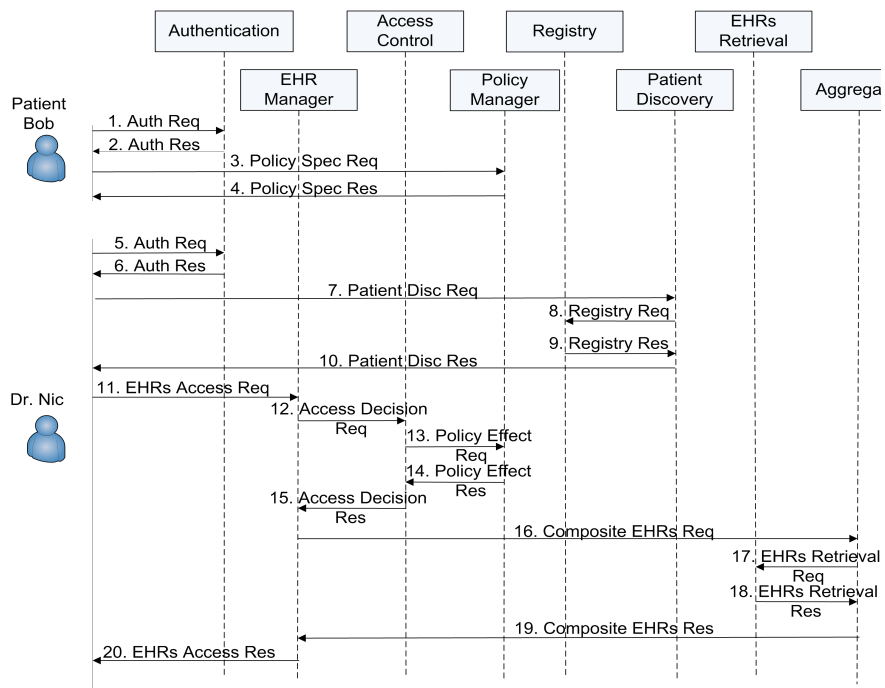 Authentication
Access
Control
Registry
EHRs
Retrieval
EHR
Manager
Policy
Manager
Patient
Discovery
Aggrega
Patient
Bob
1. Auth Req
2. Auth Res
3. Policy Spec Req
4. Policy Spec Res
5. Auth Req
6. Auth Res
7. Patient Disc Req
8. Registry Req
9. Registry Res
10. Patient Disc Res
Dr. Nic
11. EHRs Access Req
12. Access Decision
Req
13. Policy Effect
Req
14. Policy Effect
Res
15. Access Decision
Res
16. Composite EHRs Req
17. EHRs Retrieval
Req
18. EHRs Retrieval
Res
19. Composite EHRs Res
20. EHRs Access Res